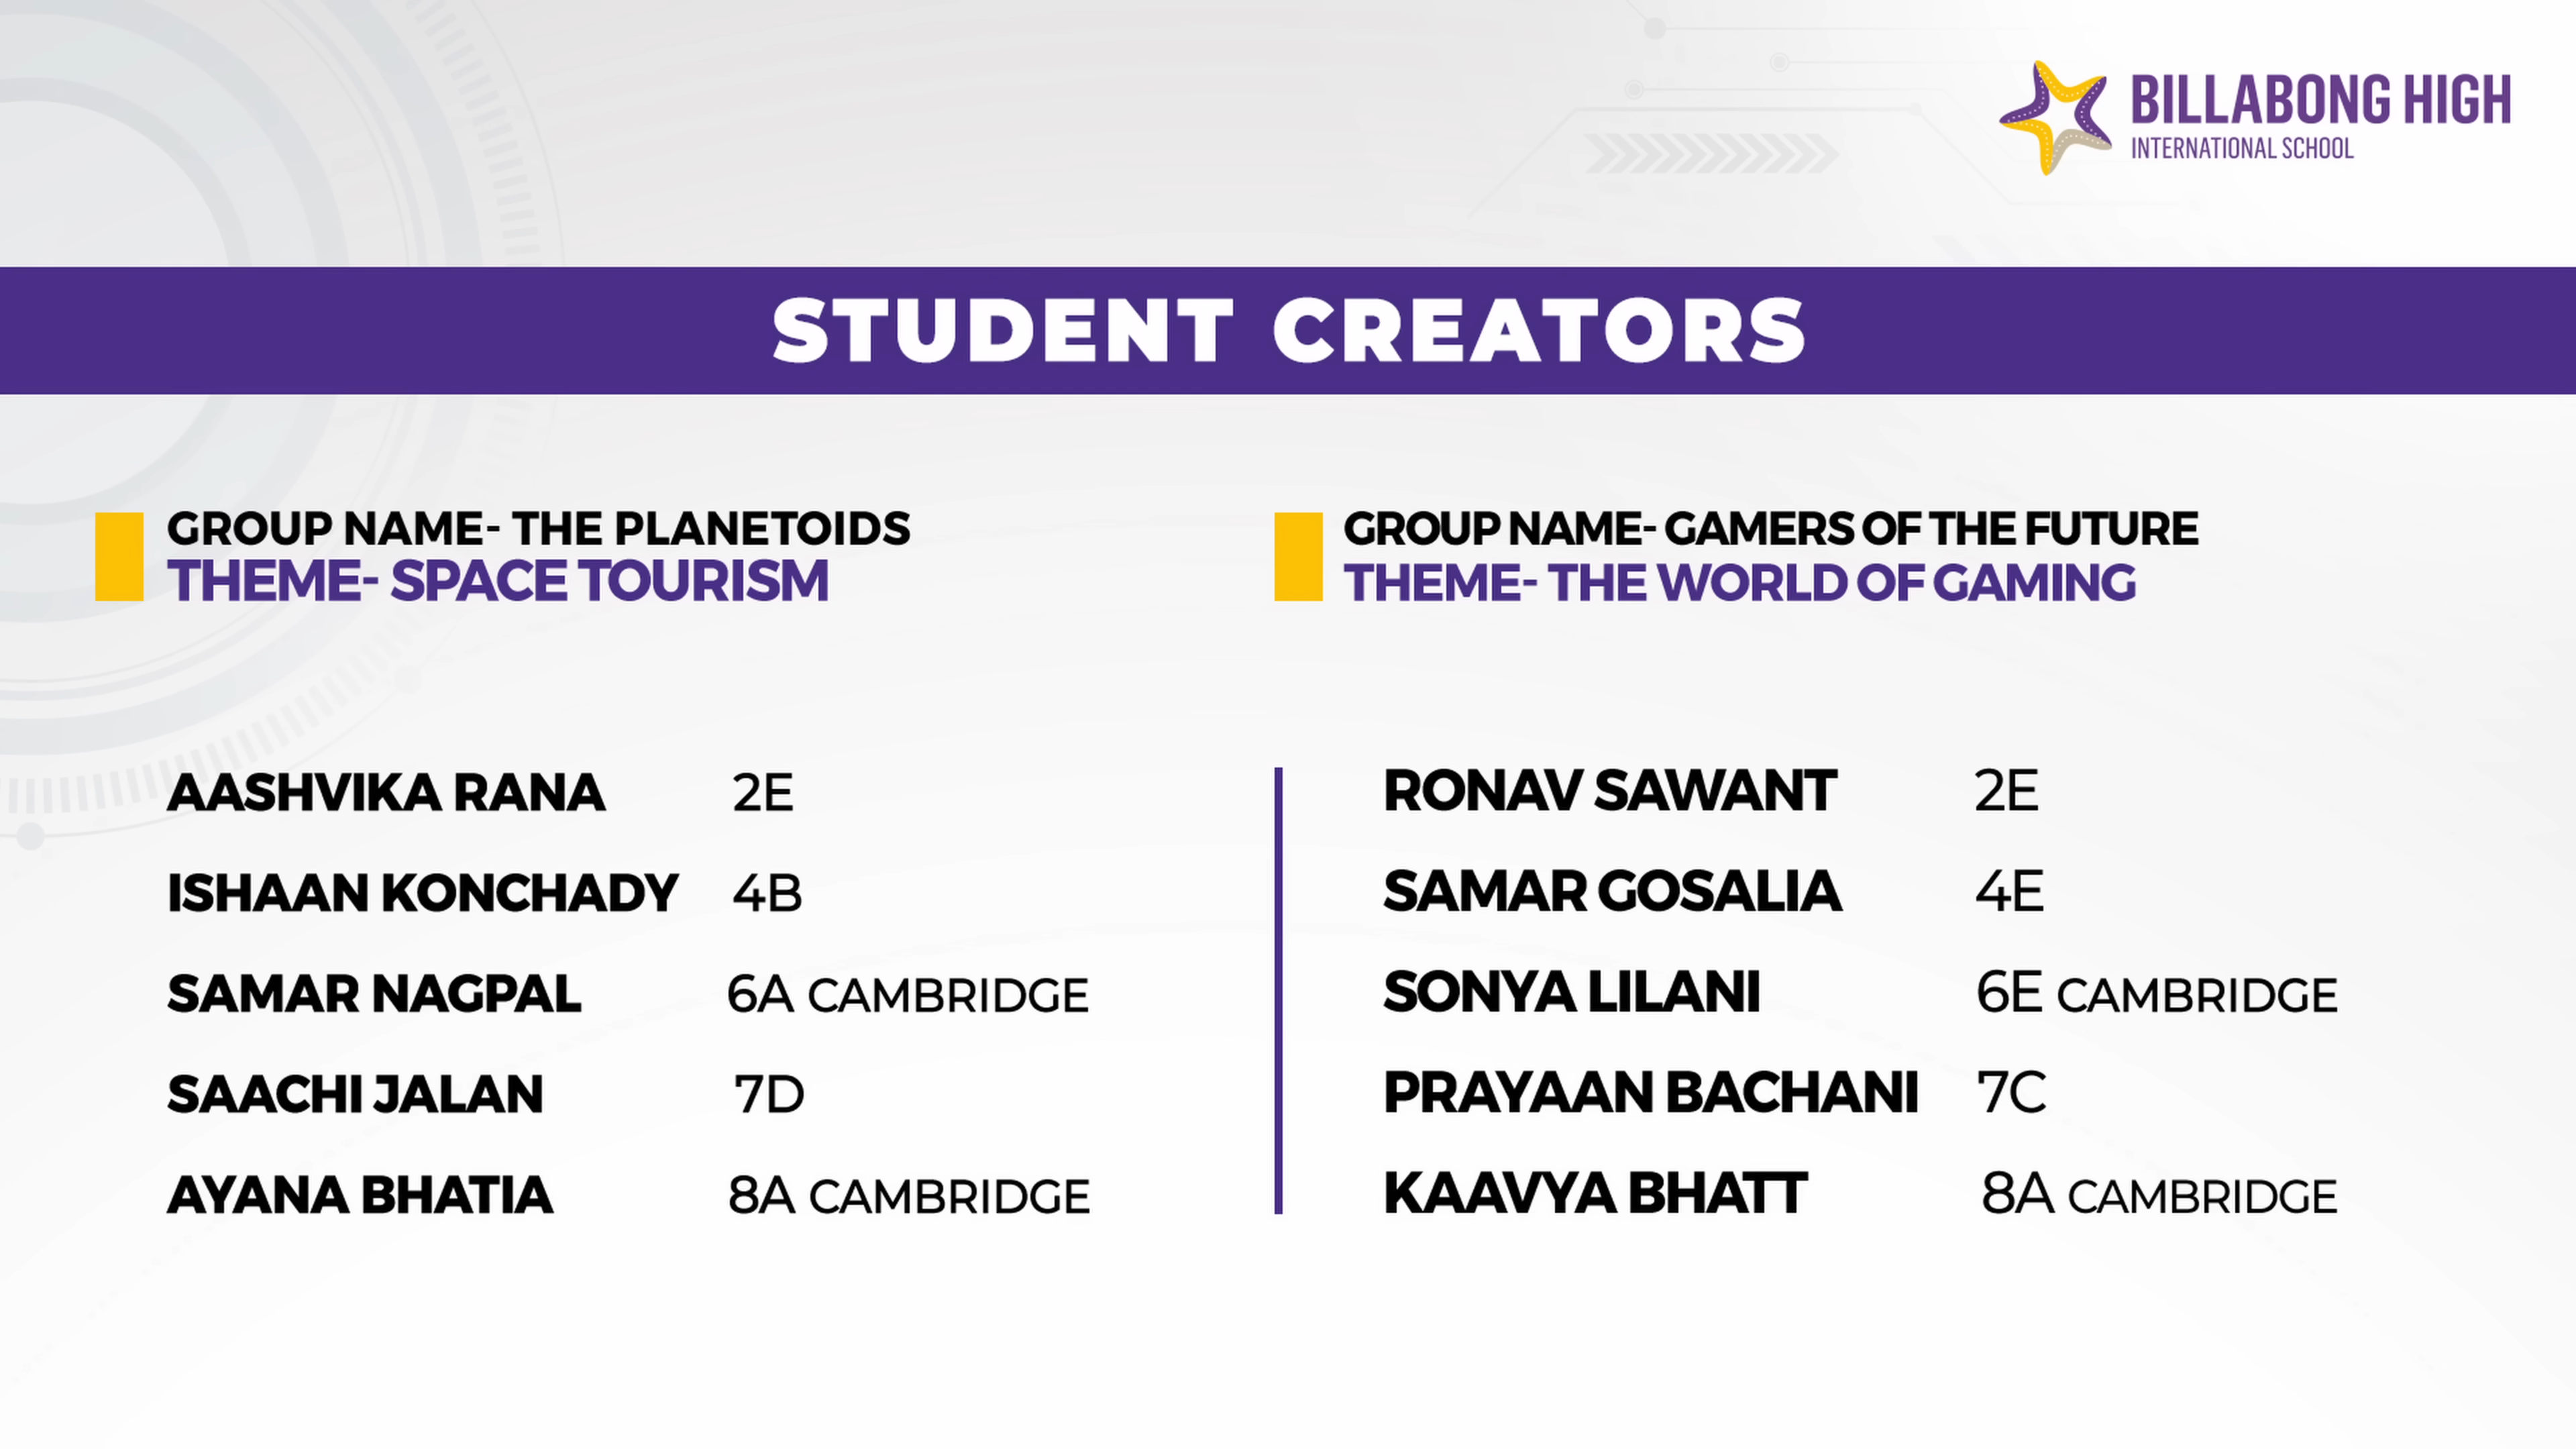 BILLABONG HIGH
INTERNATIONAL SCHOOL
STUDENT CREATORS
GROUP NAME- THE PLANETOIDS
THEME- SPACE TOURISM
AASHVIKA RANA 2E
ISHAAN KONCHADY 4B
SAMAR NAGPAL 6A CAMBRIDGE
SAACHI JALAN 7D
AYANA BHATIA 8A CAMBRIDGE
GROUP NAME- GAMERS OF THE FUTURE
THEME- THE WORLD OF GAMING
RONAV SAWANT 2E
SAMAR GOSALIA 4E
SONYA LILANI 6E CAMBRIDGE
PRAYAAN BACHANI 7C
KAAVYA BHATT 8A CAMBRIDGE